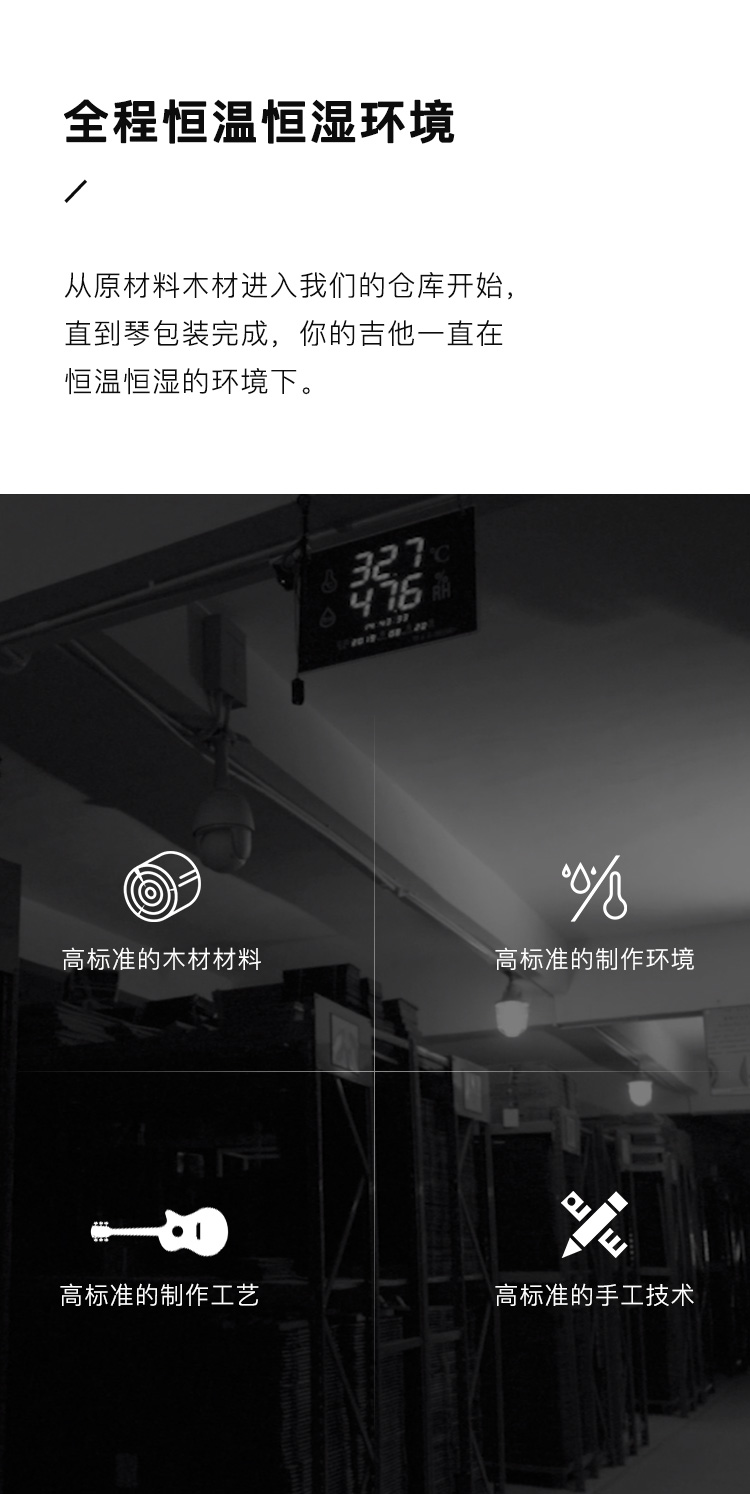 全程恒温恒湿环境
从原材料木材进入我们的仓库开始，
直到琴包装完成，你的吉他一直在
恒温恒湿的环境下。
32.7 ℃
47.6 %
RH
高标准的木材材料
高标准的制作环境
高标准的制作工艺
高标准的手工技术